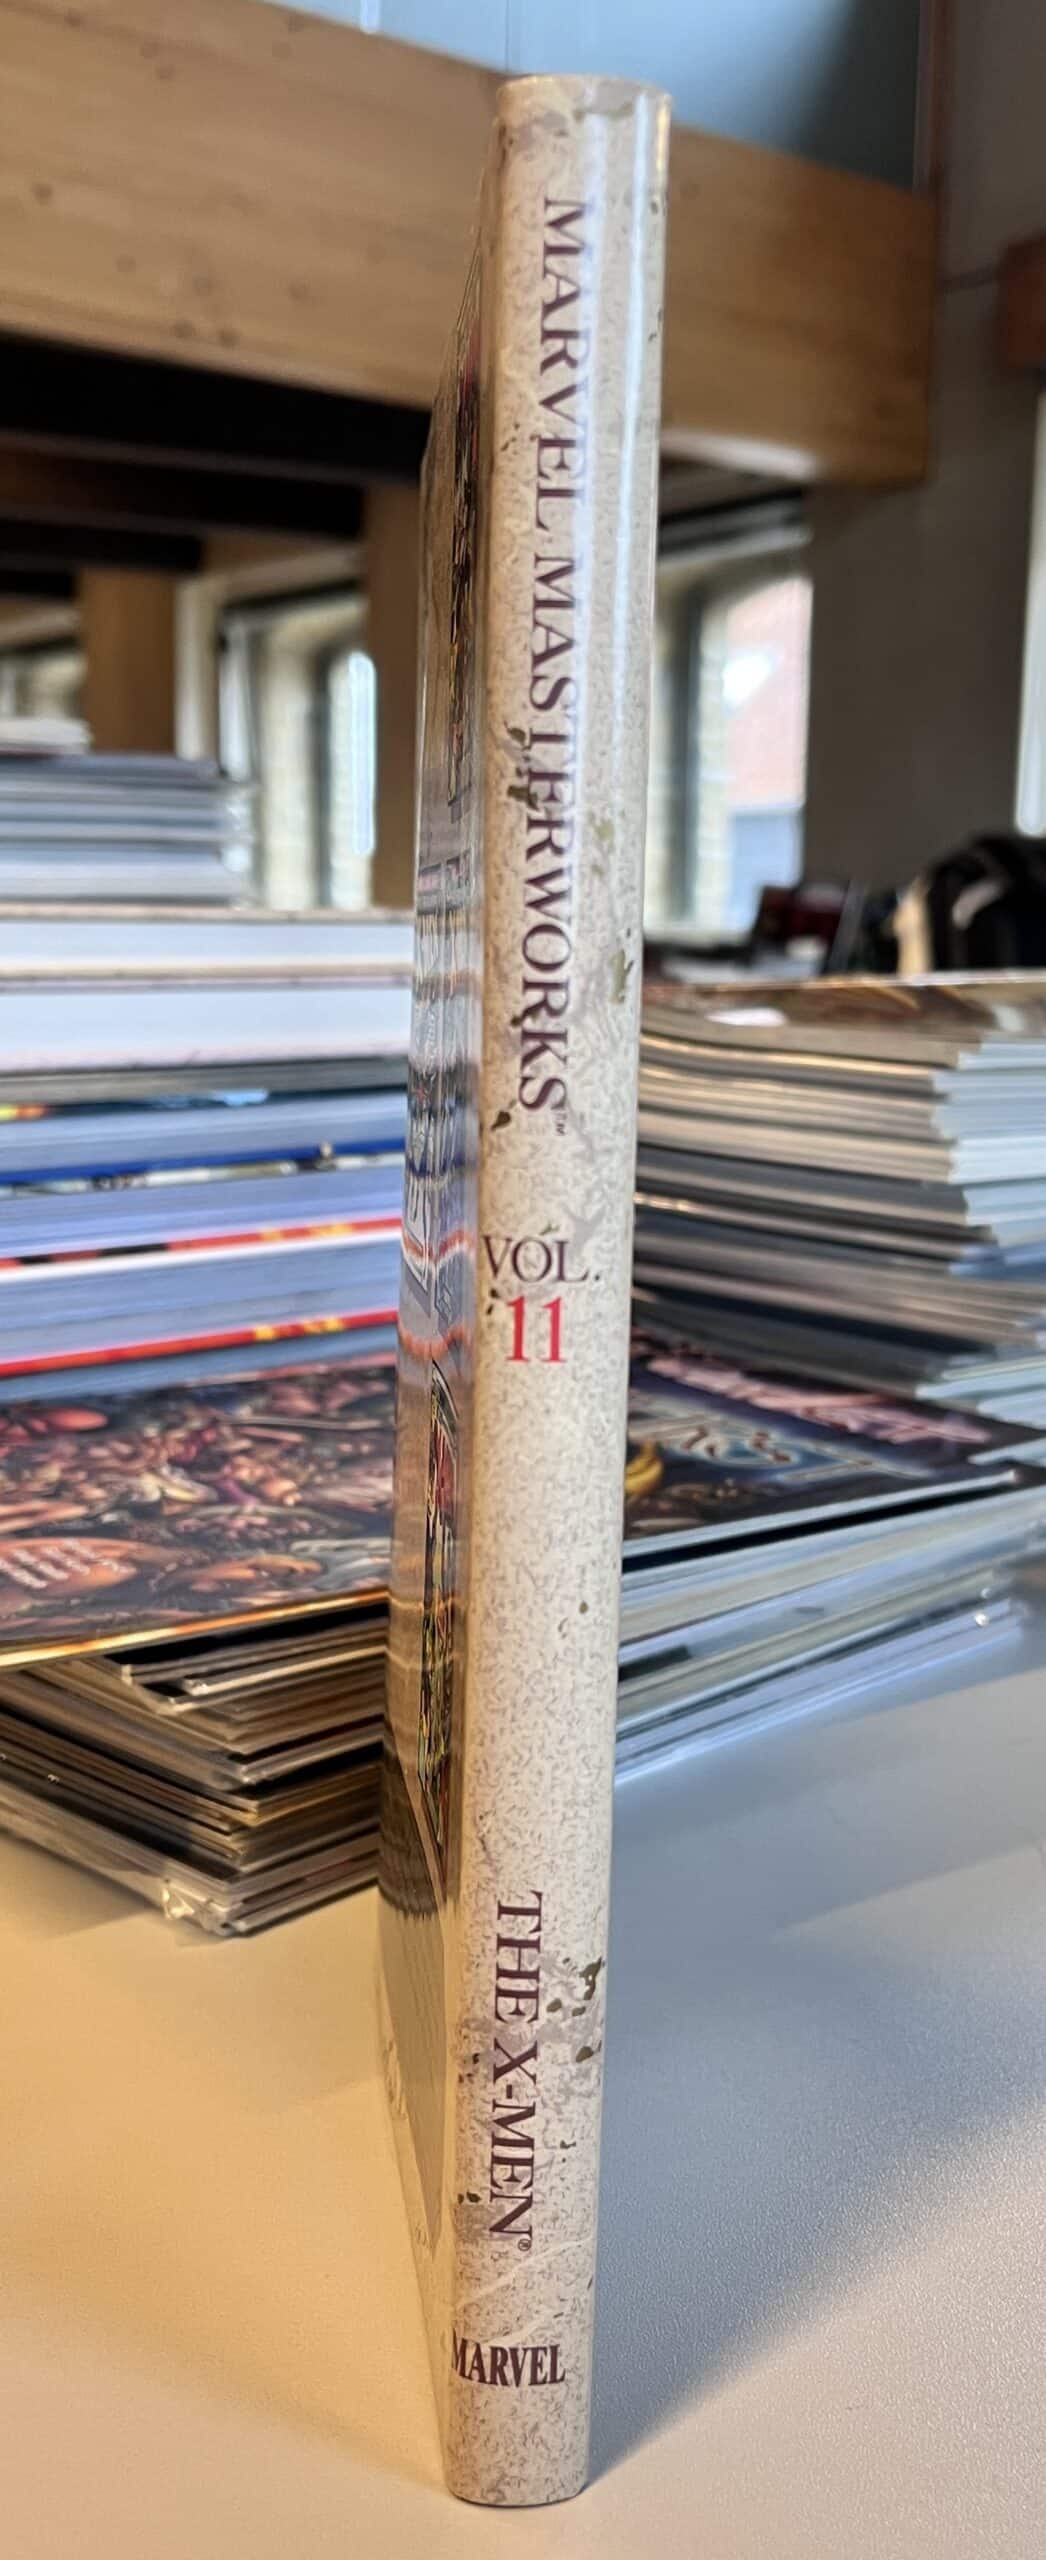 MARVEL MASTERWORKS™
VOL.
11
THE X-MEN®
MARVEL